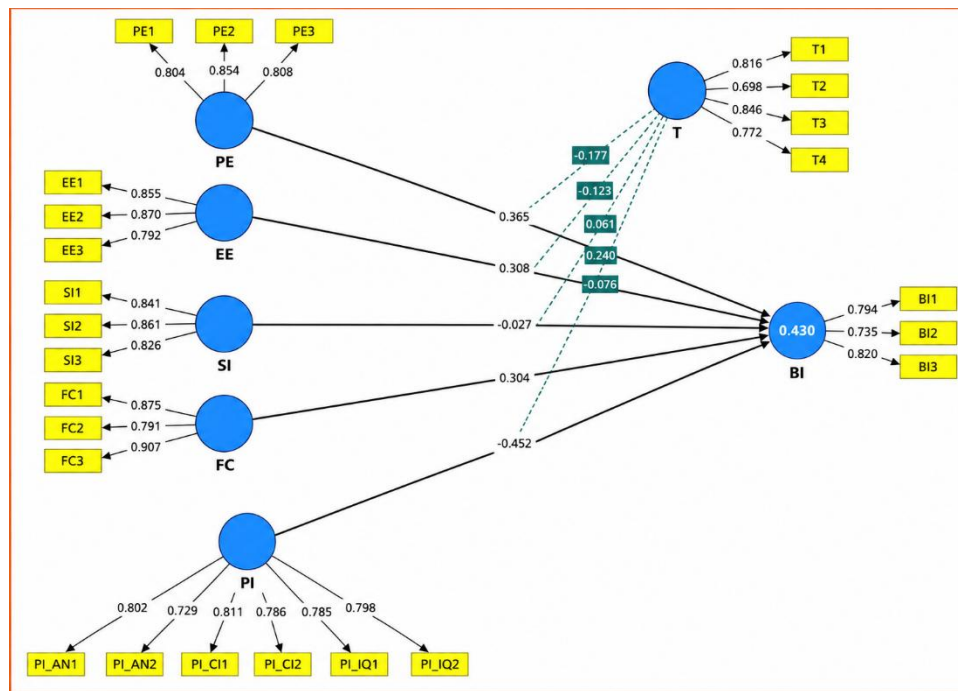 PE1 PE2 PE3
0.804 0.854 0.808
PE
T1
T2
T3
T4
0.816
0.698
0.846
0.772
T
-0.177
-0.123
0.061
0.240
-0.076
EE1
EE2
EE3
0.855
0.870
0.792
EE
0.365
0.308
SI1
SI2
SI3
0.841
0.861
0.826
SI
-0.027
0.430
BI
0.794
0.735
0.820
BI1
BI2
BI3
FC1
FC2
FC3
0.875
0.791
0.907
FC
0.304
-0.452
PI
0.802 0.729 0.811 0.786 0.785 0.798
PI_AN1 PI_AN2 PI_CI1 PI_CI2 PI_IQ1 PI_IQ2